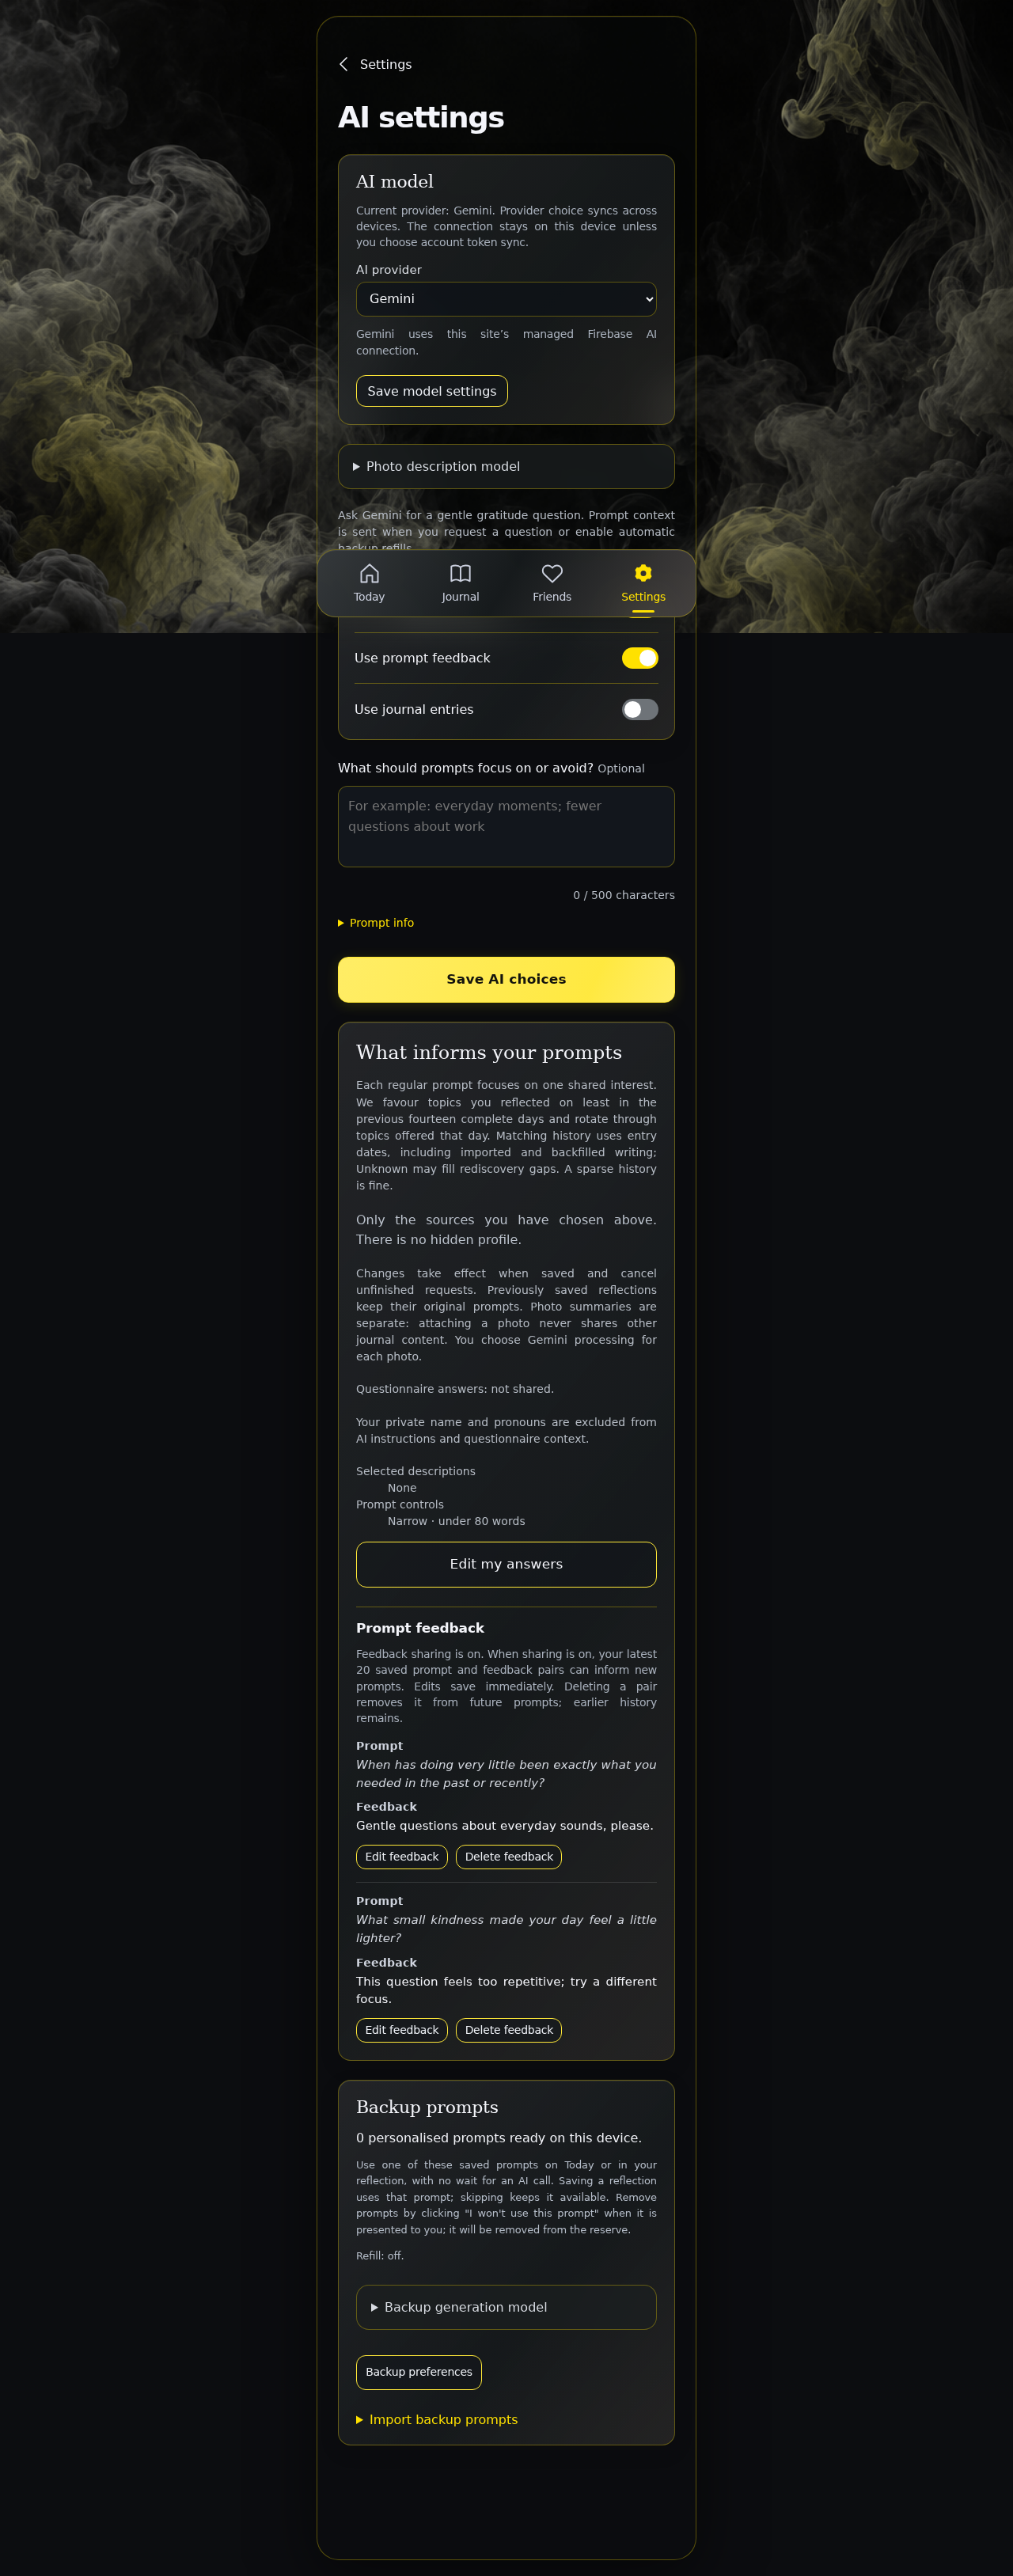 Settings
AI settings
AI model
Current provider: Gemini. Provider choice syncs across
devices. The connection stays on this device unless
you choose account token sync.
AI provider
Gemini
Gemini uses this site’s managed Firebase AI
connection.
Save model settings
Photo description model
Ask Gemini for a gentle gratitude question. Prompt context
is sent when you request a question or enable automatic
backup refills.
Today
Journal
Friends
Settings
Use prompt feedback
Use journal entries
What should prompts focus on or avoid? Optional
For example: everyday moments; fewer
questions about work
0 / 500 characters
Prompt info
Save AI choices
What informs your prompts
Each regular prompt focuses on one shared interest.
We favour topics you reflected on least in the
previous fourteen complete days and rotate through
topics offered that day. Matching history uses entry
dates, including imported and backfilled writing;
Unknown may fill rediscovery gaps. A sparse history
is fine.
Only the sources you have chosen above.
There is no hidden profile.
Changes take effect when saved and cancel
unfinished requests. Previously saved reflections
keep their original prompts. Photo summaries are
separate: attaching a photo never shares other
journal content. You choose Gemini processing for
each photo.
Questionnaire answers: not shared.
Your private name and pronouns are excluded from
AI instructions and questionnaire context.
Selected descriptions
None
Prompt controls
Narrow · under 80 words
Edit my answers
Prompt feedback
Feedback sharing is on. When sharing is on, your latest
20 saved prompt and feedback pairs can inform new
prompts. Edits save immediately. Deleting a pair
removes it from future prompts; earlier history
remains.
Prompt
When has doing very little been exactly what you
needed in the past or recently?
Feedback
Gentle questions about everyday sounds, please.
Edit feedback
Delete feedback
Prompt
What small kindness made your day feel a little
lighter?
Feedback
This question feels too repetitive; try a different
focus.
Edit feedback
Delete feedback
Backup prompts
0 personalised prompts ready on this device.
Use one of these saved prompts on Today or in your
reflection, with no wait for an AI call. Saving a reflection
uses that prompt; skipping keeps it available. Remove
prompts by clicking "I won't use this prompt" when it is
presented to you; it will be removed from the reserve.
Refill: off.
Backup generation model
Backup preferences
Import backup prompts